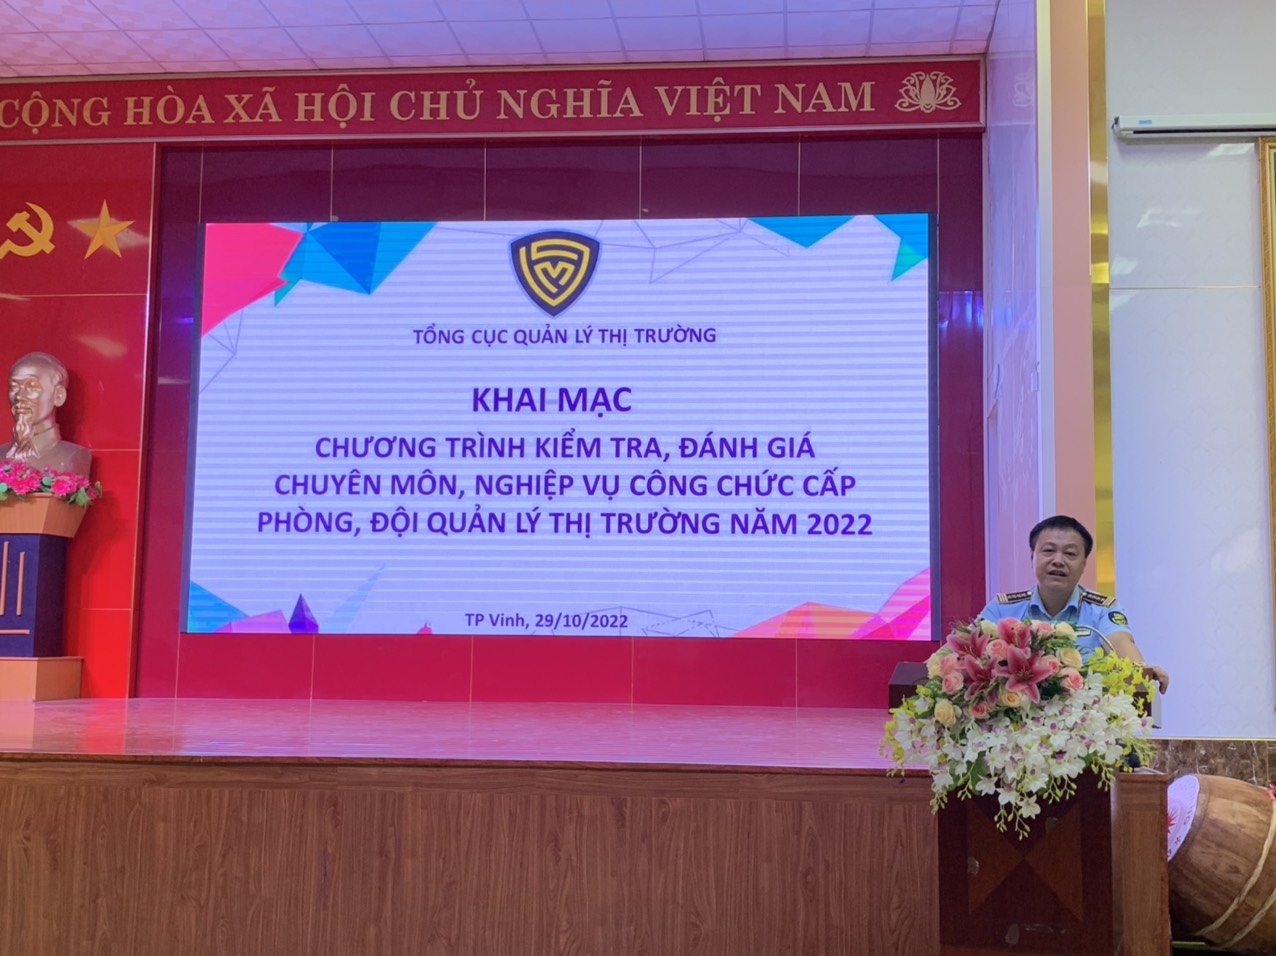 CỘNG HÒA XÃ HỘI CHỦ NGHĨA VIỆT NAM
TỔNG CỤC QUẢN LÝ THỊ TRƯỜNG
KHAI MẠC
CHƯƠNG TRÌNH KIỂM TRA, ĐÁNH GIÁ
CHUYÊN MÔN, NGHIỆP VỤ CÔNG CHỨC CẤP
PHÒNG, ĐỘI QUẢN LÝ THỊ TRƯỜNG NĂM 2022
TP Vinh, 29/10/2022